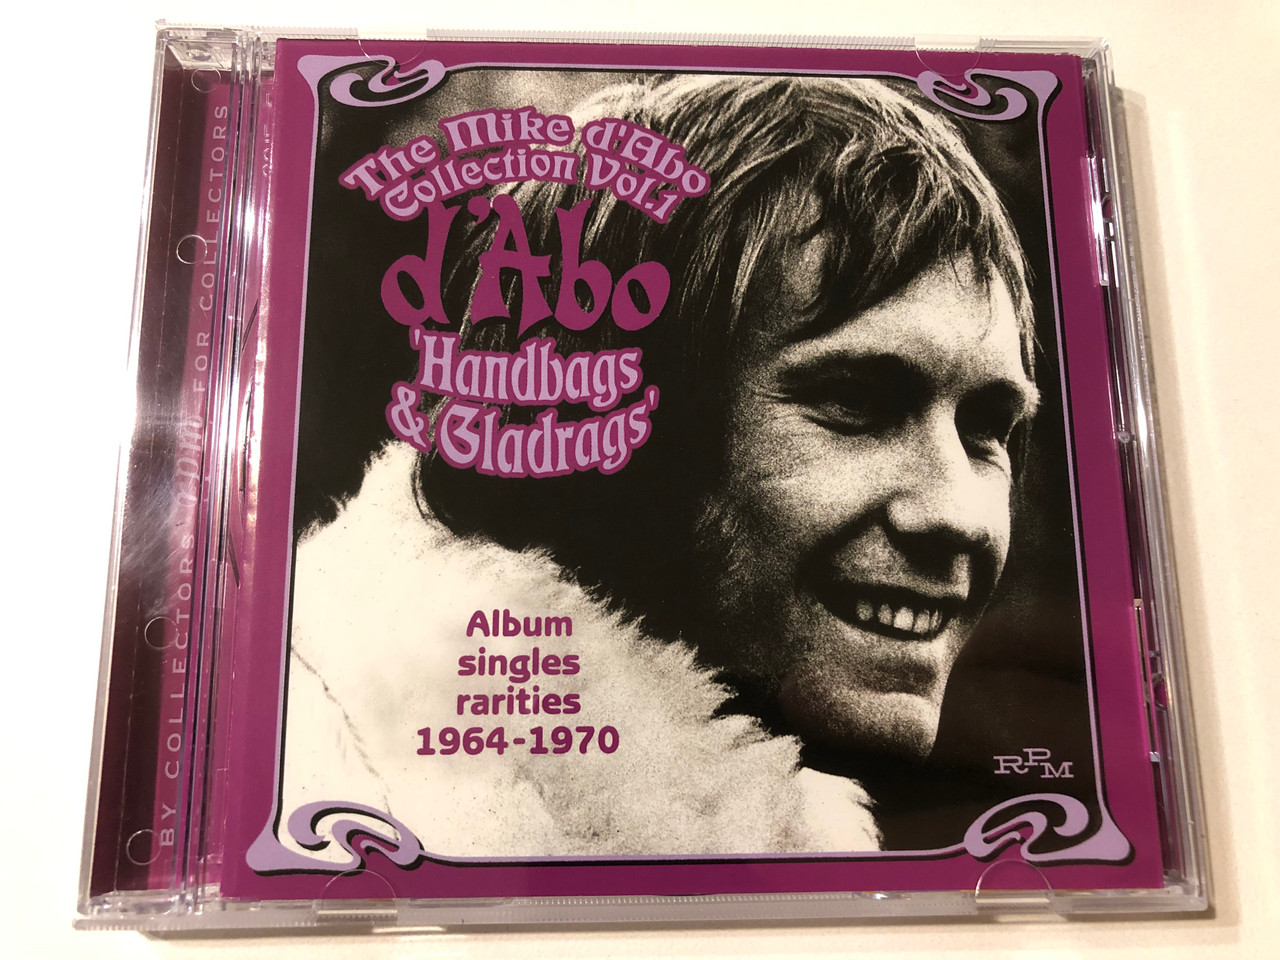 The Mike d'Abo
Collection Vol.1
d'Abo
'Handbags
& Gladrags'
Album
singles
rarities
1964-1970
RPM
BY COLLECTORS rpm FOR COLLECTORS